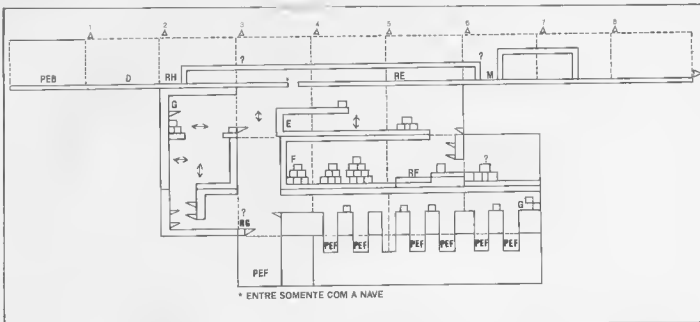 1 2 3 4 5 6 7 8
?
?
PEB D RH RE M
G
E
F
?
RF
G
?
RG
PEF PEF PEF PEF PEF PEF
PEF
* ENTRE SOMENTE COM A NAVE